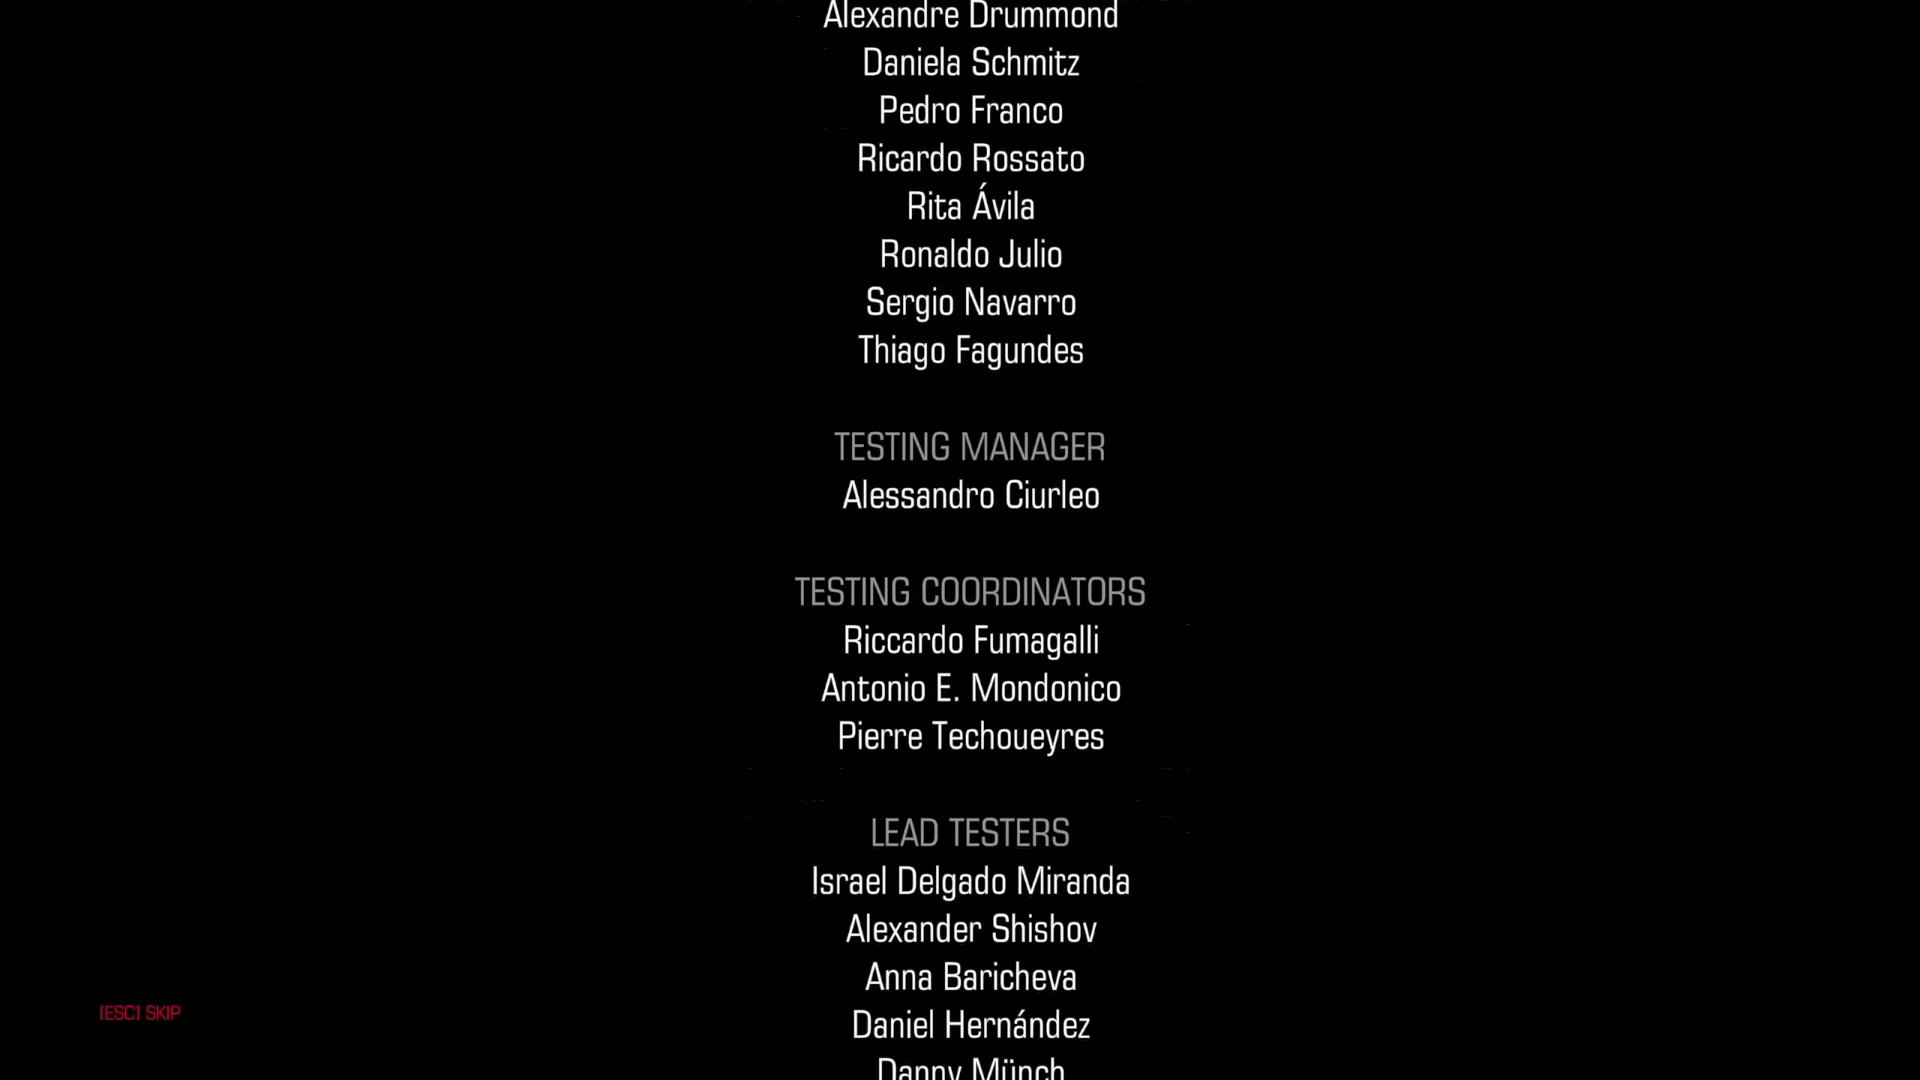 Alexandre Drummond
Daniela Schmitz
Pedro Franco
Ricardo Rossato
Rita Ávila
Ronaldo Julio
Sergio Navarro
Thiago Fagundes
TESTING MANAGER
Alessandro Ciurleo
TESTING COORDINATORS
Riccardo Fumagalli
Antonio E. Mondonico
Pierre Techoueyres
LEAD TESTERS
Israel Delgado Miranda
Alexander Shishov
Anna Baricheva
Daniel Hernández
Danny Münch
[ESC] SKIP